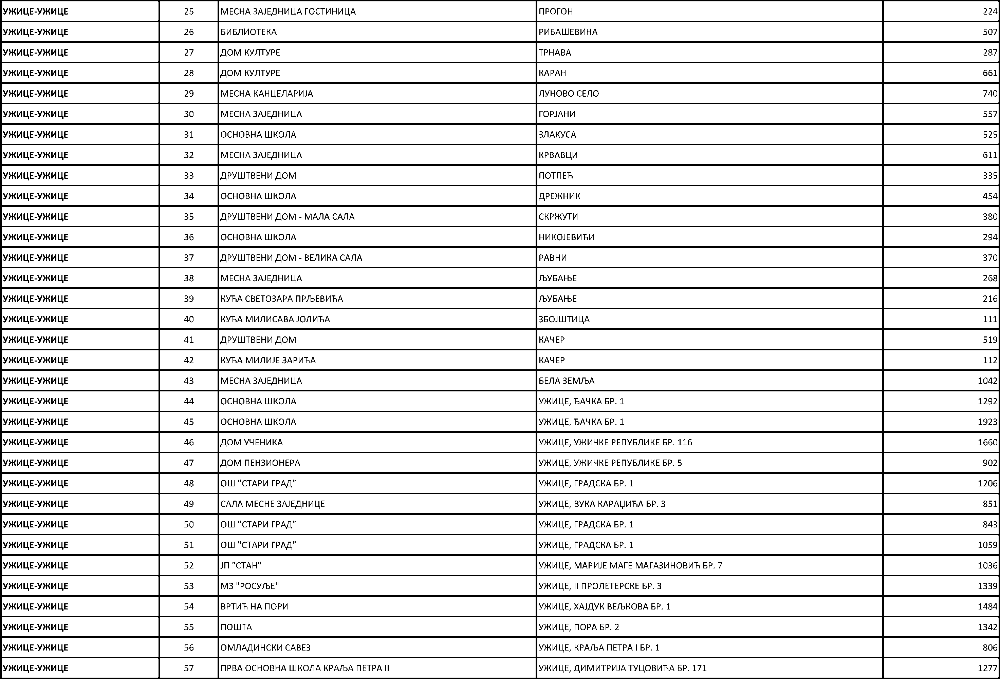 УЖИЦЕ-УЖИЦЕ 25 МЕСНА ЗАЈЕДНИЦА ГОСТИНИЦА ПРОГОН 224
УЖИЦЕ-УЖИЦЕ 26 БИБЛИОТЕКА РИБАШЕВИНА 507
УЖИЦЕ-УЖИЦЕ 27 ДОМ КУЛТУРЕ ТРНАВА 287
УЖИЦЕ-УЖИЦЕ 28 ДОМ КУЛТУРЕ КАРАН 661
УЖИЦЕ-УЖИЦЕ 29 МЕСНА КАНЦЕЛАРИЈА ЛУНОВО СЕЛО 740
УЖИЦЕ-УЖИЦЕ 30 МЕСНА ЗАЈЕДНИЦА ГОРЈАНИ 557
УЖИЦЕ-УЖИЦЕ 31 ОСНОВНА ШКОЛА ЗЛАКУСА 525
УЖИЦЕ-УЖИЦЕ 32 МЕСНА ЗАЈЕДНИЦА КРВАВЦИ 611
УЖИЦЕ-УЖИЦЕ 33 ДРУШТВЕНИ ДОМ ПОТПЕЋ 335
УЖИЦЕ-УЖИЦЕ 34 ОСНОВНА ШКОЛА ДРЕЖНИК 454
УЖИЦЕ-УЖИЦЕ 35 ДРУШТВЕНИ ДОМ - МАЛА САЛА СКРЖУТИ 380
УЖИЦЕ-УЖИЦЕ 36 ОСНОВНА ШКОЛА НИКОЈЕВИЋИ 294
УЖИЦЕ-УЖИЦЕ 37 ДРУШТВЕНИ ДОМ - ВЕЛИКА САЛА РАВНИ 370
УЖИЦЕ-УЖИЦЕ 38 МЕСНА ЗАЈЕДНИЦА ЉУБАЊЕ 268
УЖИЦЕ-УЖИЦЕ 39 КУЋА СВЕТОЗАРА ПРЉЕВИЋА ЉУБАЊЕ 216
УЖИЦЕ-УЖИЦЕ 40 КУЋА МИЛИСАВА ЈОЛИЋА ЗБОЈШТИЦА 111
УЖИЦЕ-УЖИЦЕ 41 ДРУШТВЕНИ ДОМ КАЧЕР 519
УЖИЦЕ-УЖИЦЕ 42 КУЋА МИЛИЈЕ ЗАРИЋА КАЧЕР 112
УЖИЦЕ-УЖИЦЕ 43 МЕСНА ЗАЈЕДНИЦА БЕЛА ЗЕМЉА 1042
УЖИЦЕ-УЖИЦЕ 44 ОСНОВНА ШКОЛА УЖИЦЕ, ЂАЧКА БР. 1 1292
УЖИЦЕ-УЖИЦЕ 45 ОСНОВНА ШКОЛА УЖИЦЕ, ЂАЧКА БР. 1 1923
УЖИЦЕ-УЖИЦЕ 46 ДОМ УЧЕНИКА УЖИЦЕ, УЖИЧКЕ РЕПУБЛИКЕ БР. 116 1660
УЖИЦЕ-УЖИЦЕ 47 ДОМ ПЕНЗИОНЕРА УЖИЦЕ, УЖИЧКЕ РЕПУБЛИКЕ БР. 5 902
УЖИЦЕ-УЖИЦЕ 48 ОШ "СТАРИ ГРАД" УЖИЦЕ, ГРАДСКА БР. 1 1206
УЖИЦЕ-УЖИЦЕ 49 САЛА МЕСНЕ ЗАЈЕДНИЦЕ УЖИЦЕ, ВУКА КАРАЏИЋА БР. 3 851
УЖИЦЕ-УЖИЦЕ 50 ОШ "СТАРИ ГРАД" УЖИЦЕ, ГРАДСКА БР. 1 843
УЖИЦЕ-УЖИЦЕ 51 ОШ "СТАРИ ГРАД" УЖИЦЕ, ГРАДСКА БР. 1 1059
УЖИЦЕ-УЖИЦЕ 52 ЈП "СТАН" УЖИЦЕ, МАРИЈЕ МАГЕ МАГАЗИНОВИЋ БР. 7 1036
УЖИЦЕ-УЖИЦЕ 53 МЗ "РОСУЉЕ" УЖИЦЕ, II ПРОЛЕТЕРСКЕ БР. 3 1339
УЖИЦЕ-УЖИЦЕ 54 ВРТИЋ НА ПОРИ УЖИЦЕ, ХАЈДУК ВЕЉКОВА БР. 1 1484
УЖИЦЕ-УЖИЦЕ 55 ПОШТА УЖИЦЕ, ПОРА БР. 2 1342
УЖИЦЕ-УЖИЦЕ 56 ОМЛАДИНСКИ САВЕЗ УЖИЦЕ, КРАЉА ПЕТРА I БР. 1 806
УЖИЦЕ-УЖИЦЕ 57 ПРВА ОСНОВНА ШКОЛА КРАЉА ПЕТРА II УЖИЦЕ, ДИМИТРИЈА ТУЦОВИЋА БР. 171 1277